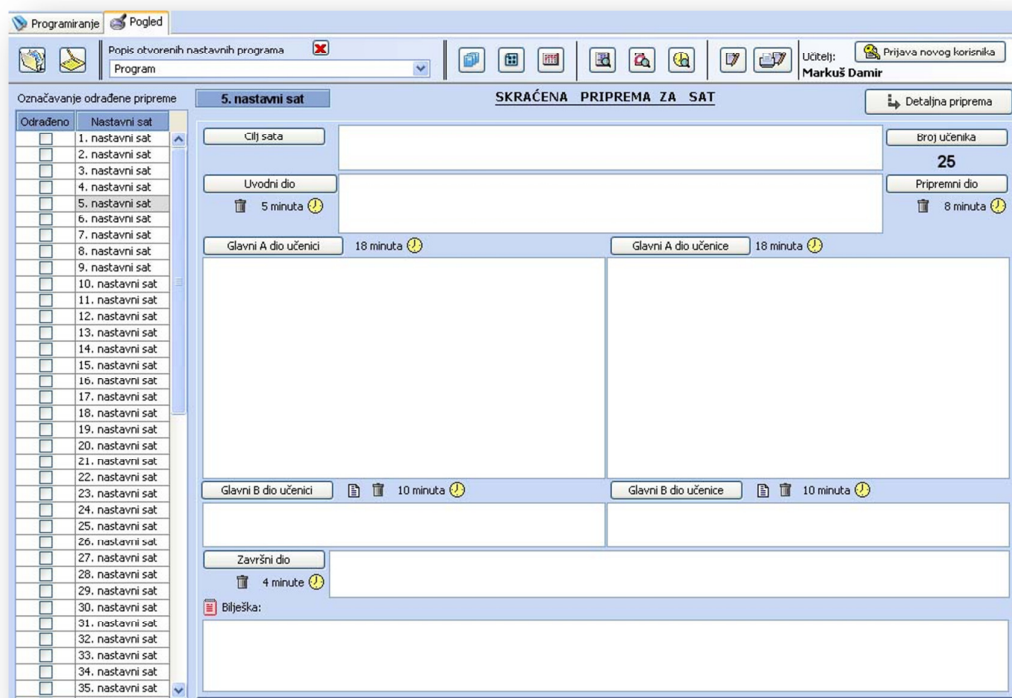 Programiranje Pogled
Popis otvorenih nastavnih programa
Program
Učitelj:
Markuš Damir
Prijava novog korisnika
Označavanje odrađene pripreme
5. nastavni sat
SKRAĆENA PRIPREMA ZA SAT
Detaljna priprema
Odrađeno Nastavni sat
1. nastavni sat
2. nastavni sat
3. nastavni sat
4. nastavni sat
5. nastavni sat
6. nastavni sat
7. nastavni sat
8. nastavni sat
9. nastavni sat
10. nastavni sat
11. nastavni sat
12. nastavni sat
13. nastavni sat
14. nastavni sat
15. nastavni sat
16. nastavni sat
17. nastavni sat
18. nastavni sat
19. nastavni sat
20. nastavni sat
21. nastavni sat
22. nastavni sat
23. nastavni sat
24. nastavni sat
25. nastavni sat
26. nastavni sat
27. nastavni sat
28. nastavni sat
29. nastavni sat
30. nastavni sat
31. nastavni sat
32. nastavni sat
33. nastavni sat
34. nastavni sat
35. nastavni sat
Cilj sata
Broj učenika
25
Uvodni dio
5 minuta
Pripremni dio
8 minuta
Glavni A dio učenici 18 minuta
Glavni A dio učenice 18 minuta
Glavni B dio učenici 10 minuta
Glavni B dio učenice 10 minuta
Završni dio
4 minute
Bilješka: